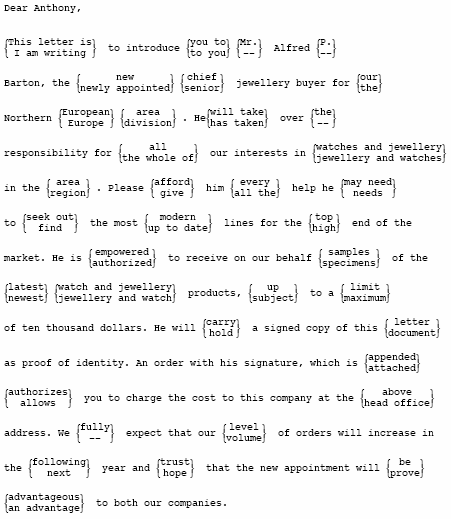 Dear Anthony,
{This letter is I am writing} to introduce {you to to you} {Mr. --} Alfred {P. --}
Barton, the {new newly appointed} {chief senior} jewellery buyer for {our the}
Northern {European Europe} {area division}. He {will take has taken} over {the --}
responsibility for {all the whole of} our interests in {watches and jewellery jewellery and watches}
in the {area region}. Please {afford give} him {every all the} help he {may need needs}
to {seek out find} the most {modern up to date} lines for the {top high} end of the
market. He is {empowered authorized} to receive on our behalf {samples specimens} of the
{latest newest} {watch and jewellery jewellery and watch} products, {up subject} to a {limit maximum}
of ten thousand dollars. He will {carry hold} a signed copy of this {letter document}
as proof of identity. An order with his signature, which is {appended attached}
{authorizes allows} you to charge the cost to this company at the {above head office}
address. We {fully --} expect that our {level volume} of orders will increase in
the {following next} year and {trust hope} that the new appointment will {be prove}
{advantageous an advantage} to both our companies.